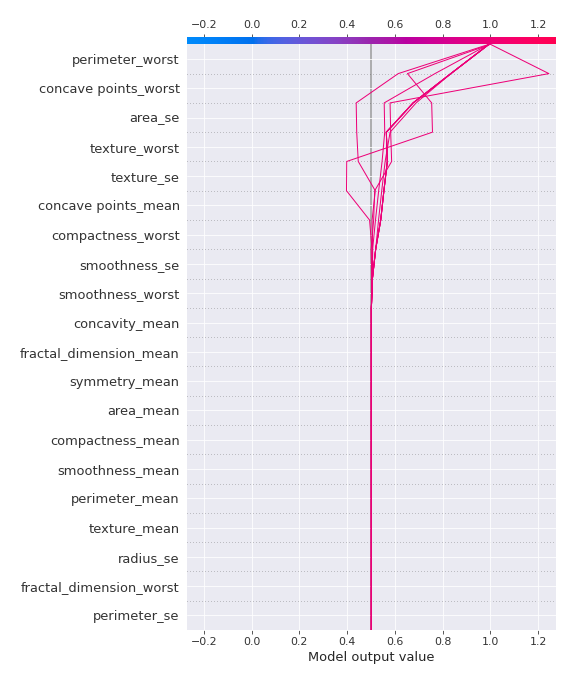 −0.2 0.0 0.2 0.4 0.6 0.8 1.0 1.2
perimeter_worst
concave points_worst
area_se
texture_worst
texture_se
concave points_mean
compactness_worst
smoothness_se
smoothness_worst
concavity_mean
fractal_dimension_mean
symmetry_mean
area_mean
compactness_mean
smoothness_mean
perimeter_mean
texture_mean
radius_se
fractal_dimension_worst
perimeter_se
−0.2 0.0 0.2 0.4 0.6 0.8 1.0 1.2
Model output value